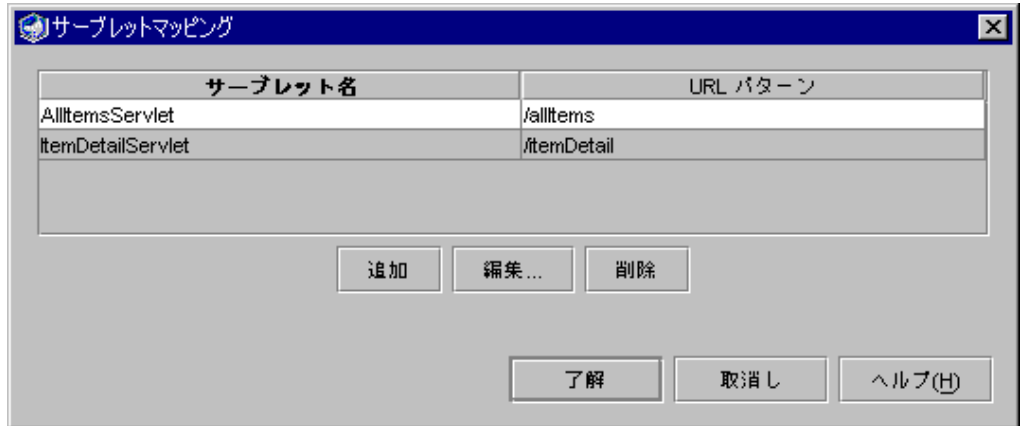 サーブレットマッピング
サーブレット名 URL パターン
AllItemsServlet /allItems
ItemDetailServlet /itemDetail
追加 編集... 削除
了解 取消し ヘルプ(H)